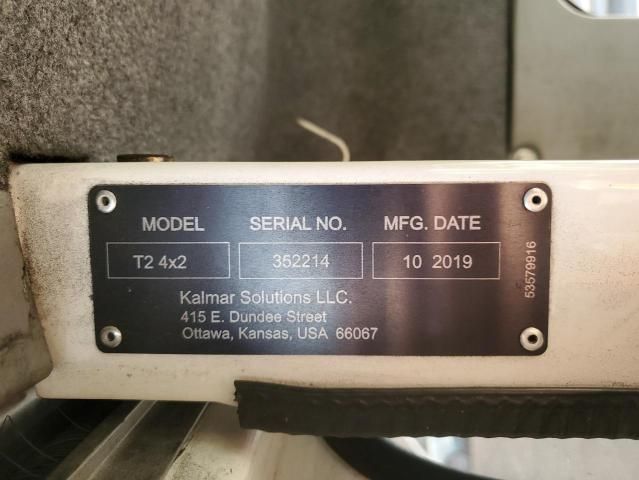 MODEL SERIAL NO. MFG. DATE
T2 4x2 352214 10 2019
Kalmar Solutions LLC.
415 E. Dundee Street
Ottawa, Kansas, USA 66067
53579916